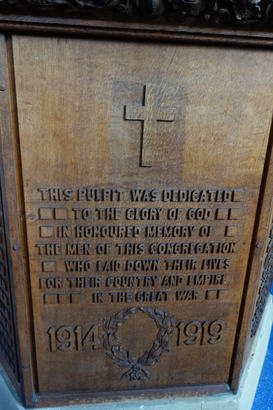 THIS PULPIT WAS DEDICATED
TO THE GLORY OF GOD
IN HONOURED MEMORY OF
THE MEN OF THIS CONGREGATION
WHO LAID DOWN THEIR LIVES
FOR THEIR COUNTRY AND EMPIRE
IN THE GREAT WAR.
1914 1919